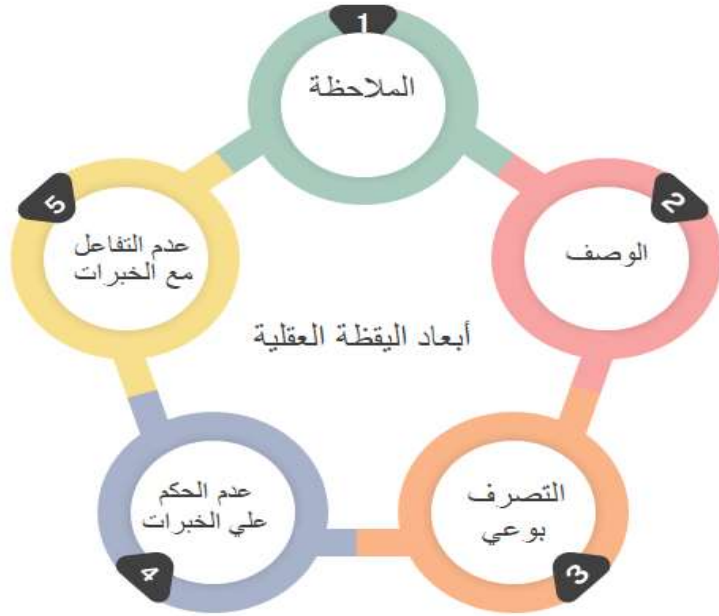 1
الملاحظة
2
الوصف
3
التصرف
بوعي
4
عدم الحكم
علي الخبرات
5
عدم التفاعل
مع الخبرات
أبعاد اليقظة العقلية